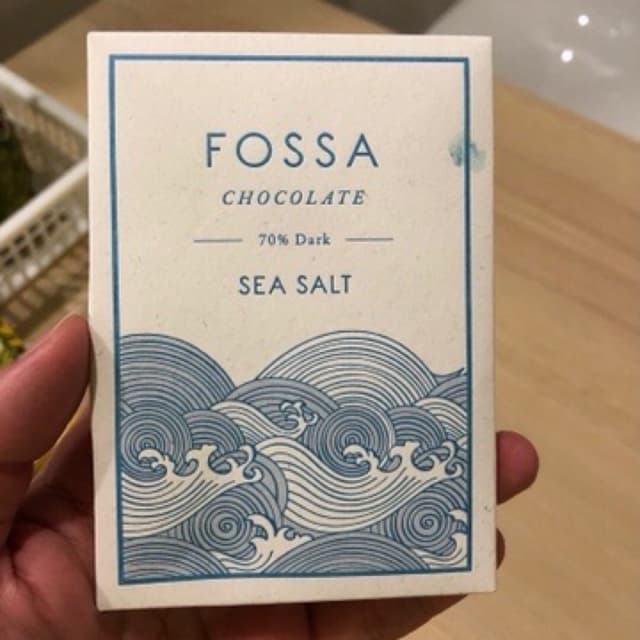 FOSSA
CHOCOLATE
70% Dark
SEA SALT